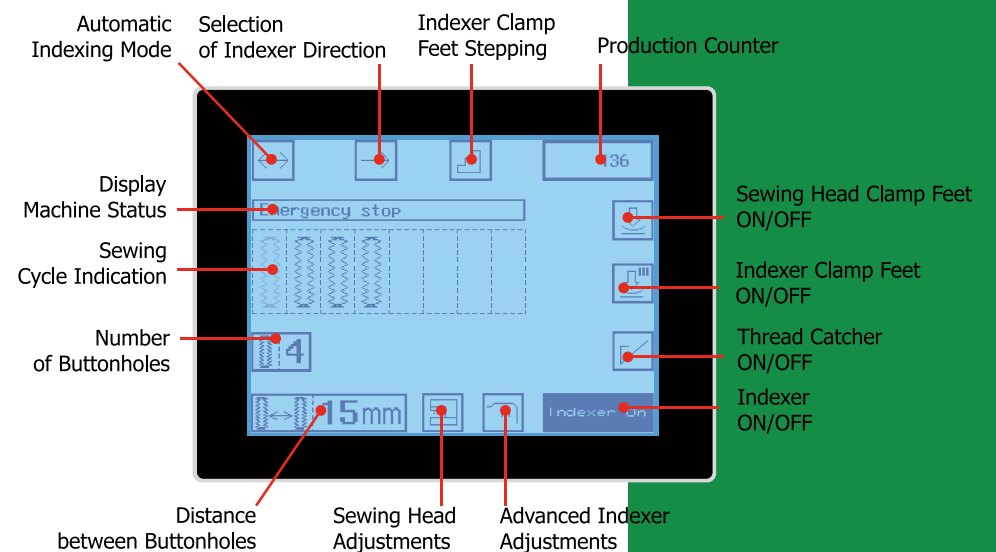 Automatic
Indexing Mode
Selection
of Indexer Direction
Indexer Clamp
Feet Stepping
Production Counter
136
Display
Machine Status
Emergency stop
Sewing Head Clamp Feet
ON/OFF
Sewing
Cycle Indication
Indexer Clamp Feet
ON/OFF
Number
of Buttonholes
4
Thread Catcher
ON/OFF
15mm
Indexer On
Indexer
ON/OFF
Distance
between Buttonholes
Sewing Head
Adjustments
Advanced Indexer
Adjustments